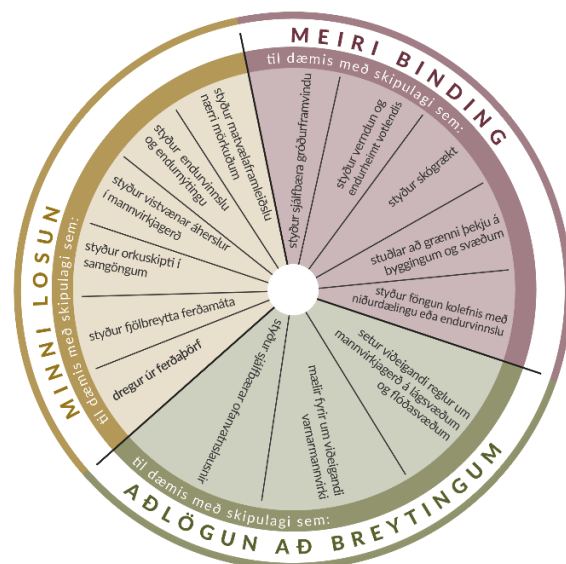 MEIRI BINDING
til dæmis með skipulagi sem:
styður sjálfbæra gróðurframvindu
styður verndun og
endurheimt votlendis
styður skógrækt
stuðlar að grænni þekju á
byggingum og svæðum
styður föngun kolefnis með
niðurdælingu eða endurvinnslu
AÐLÖGUN AÐ BREYTINGUM
til dæmis með skipulagi sem:
setur viðeigandi reglur um
mannvirkjagerð á lágsvæðum
og flóðasvæðum
mælir fyrir um viðeigandi
varnarmannvirki
styður sjálfbærar ofanvatnslausnir
MINNI LOSUN
til dæmis með skipulagi sem:
dregur úr ferðaþörf
styður fjölbreytta ferðamáta
styður orkuskipti í
samgöngum
styður vistvænar áherslur
í mannvirkjagerð
styður endurvinnslu
og endurnýtingu
styður matvælaframleiðslu
nærri mörkuðum